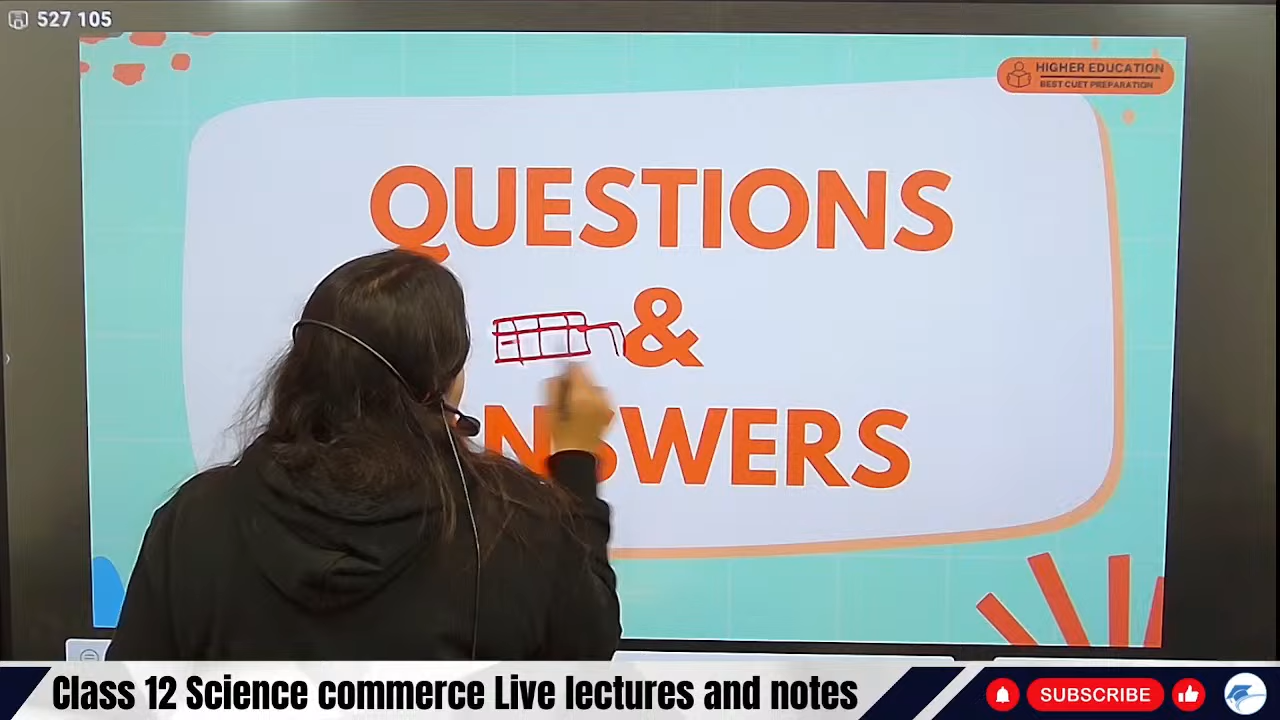 527 105
HIGHER EDUCATION
BEST CUET PREPARATION
QUESTIONS
&
NSWERS
Class 12 Science commerce Live lectures and notes
SUBSCRIBE